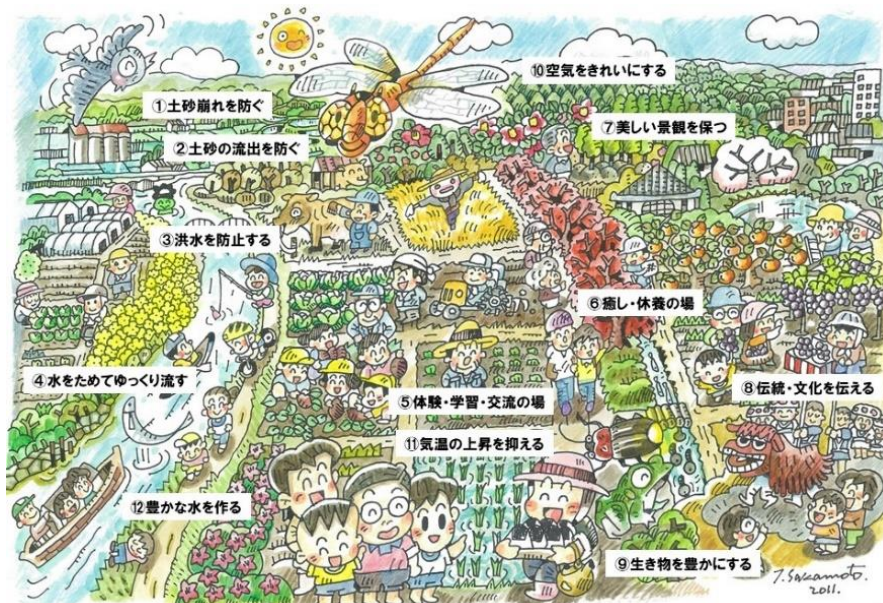 ⑩空気をきれいにする
①土砂崩れを防ぐ
⑦美しい景観を保つ
②土砂の流出を防ぐ
③洪水を防止する
⑥癒し・休養の場
④水をためてゆっくり流す
⑧伝統・文化を伝える
⑤体験・学習・交流の場
⑪気温の上昇を抑える
⑫豊かな水を作る
⑨生き物を豊かにする
T.Sakamoto.
2011.